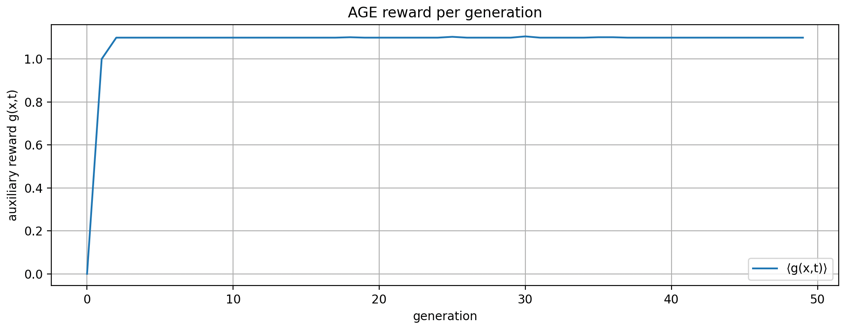 AGE reward per generation
auxiliary reward g(x,t)
1.0
0.8
0.6
0.4
0.2
0.0
0 10 20 30 40 50
generation
⟨g(x,t)⟩